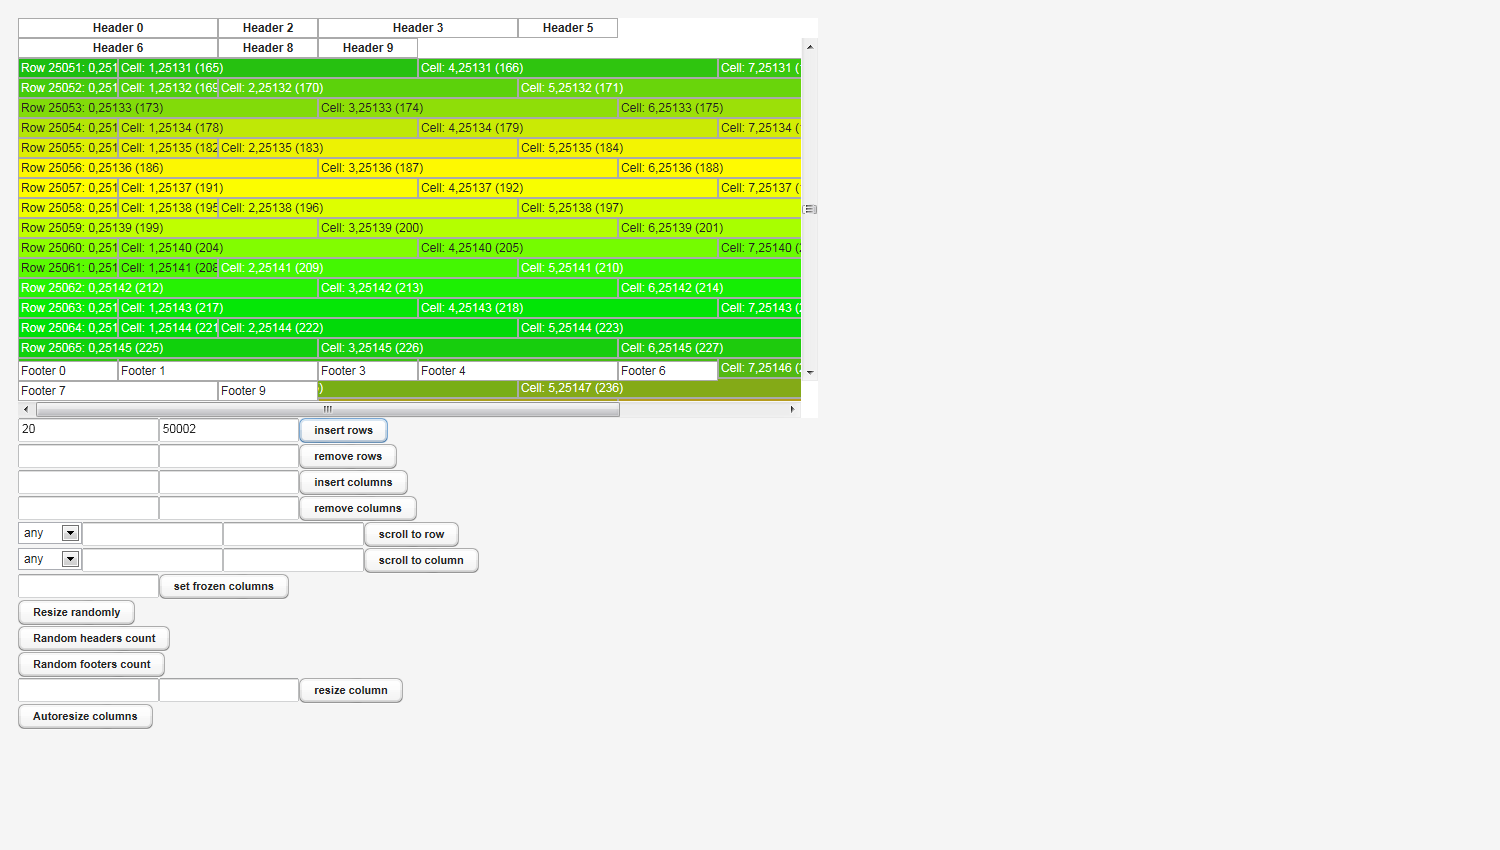 Header 0 Header 2 Header 3 Header 5
Header 6 Header 8 Header 9
Row 25051: 0,251 Cell: 1,25131 (165) Cell: 4,25131 (166) Cell: 7,25131 (
Row 25052: 0,251 Cell: 1,25132 (169 Cell: 2,25132 (170) Cell: 5,25132 (171)
Row 25053: 0,25133 (173) Cell: 3,25133 (174) Cell: 6,25133 (175)
Row 25054: 0,251 Cell: 1,25134 (178) Cell: 4,25134 (179) Cell: 7,25134 (
Row 25055: 0,251 Cell: 1,25135 (182 Cell: 2,25135 (183) Cell: 5,25135 (184)
Row 25056: 0,25136 (186) Cell: 3,25136 (187) Cell: 6,25136 (188)
Row 25057: 0,251 Cell: 1,25137 (191) Cell: 4,25137 (192) Cell: 7,25137 (
Row 25058: 0,251 Cell: 1,25138 (195 Cell: 2,25138 (196) Cell: 5,25138 (197)
Row 25059: 0,25139 (199) Cell: 3,25139 (200) Cell: 6,25139 (201)
Row 25060: 0,251 Cell: 1,25140 (204) Cell: 4,25140 (205) Cell: 7,25140 (
Row 25061: 0,251 Cell: 1,25141 (208 Cell: 2,25141 (209) Cell: 5,25141 (210)
Row 25062: 0,25142 (212) Cell: 3,25142 (213) Cell: 6,25142 (214)
Row 25063: 0,251 Cell: 1,25143 (217) Cell: 4,25143 (218) Cell: 7,25143 (
Row 25064: 0,251 Cell: 1,25144 (221 Cell: 2,25144 (222) Cell: 5,25144 (223)
Row 25065: 0,25145 (225) Cell: 3,25145 (226) Cell: 6,25145 (227)
Footer 0 Footer 1 Footer 3 Footer 4 Footer 6 Cell: 7,25146 (
Footer 7 Footer 9 ) Cell: 5,25147 (236)
20 50002 insert rows
remove rows
insert columns
remove columns
any scroll to row
any scroll to column
set frozen columns
Resize randomly
Random headers count
Random footers count
resize column
Autoresize columns